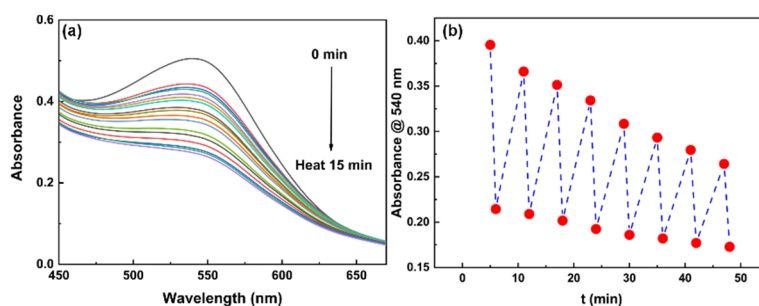 (a)
0.6
0.4
0.2
0.0
Absorbance
0 min
Heat 15 min
450 500 550 600 650
Wavelength (nm)
(b)
0.40
0.35
0.30
0.25
0.20
0.15
Absorbance @ 540 nm
0 10 20 30 40 50
t (min)